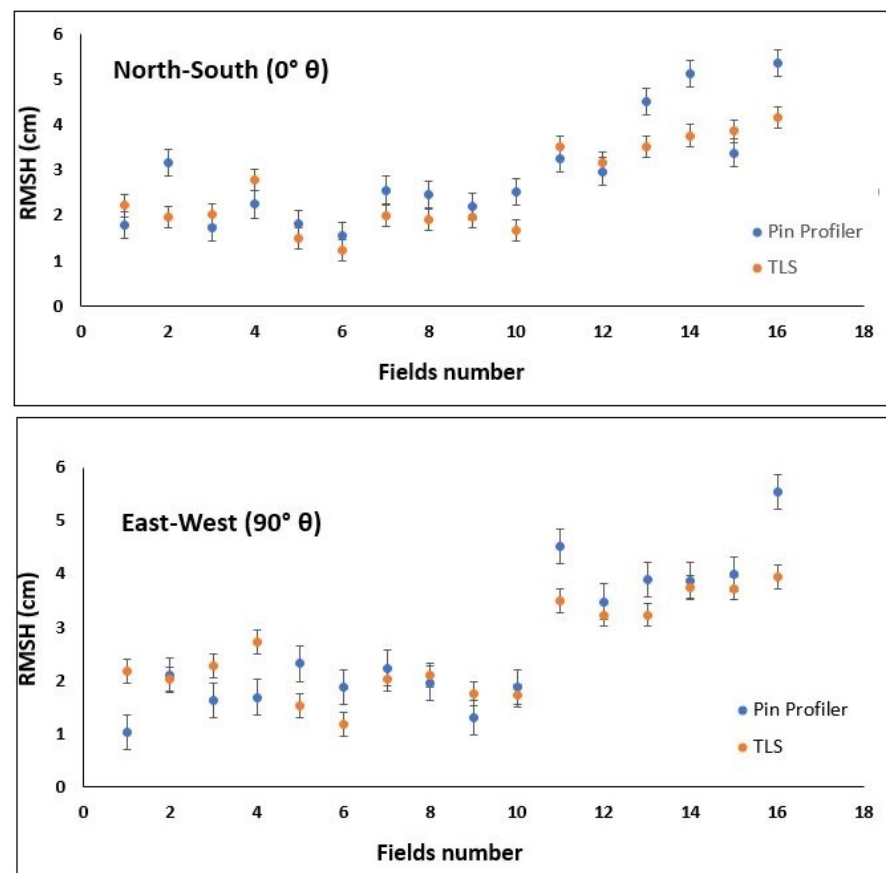 North-South (0° θ)
RMSH (cm)
6
5
4
3
2
1
0
Pin Profiler
TLS
0 2 4 6 8 10 12 14 16 18
Fields number
East-West (90° θ)
RMSH (cm)
6
5
4
3
2
1
0
Pin Profiler
TLS
0 2 4 6 8 10 12 14 16 18
Fields number